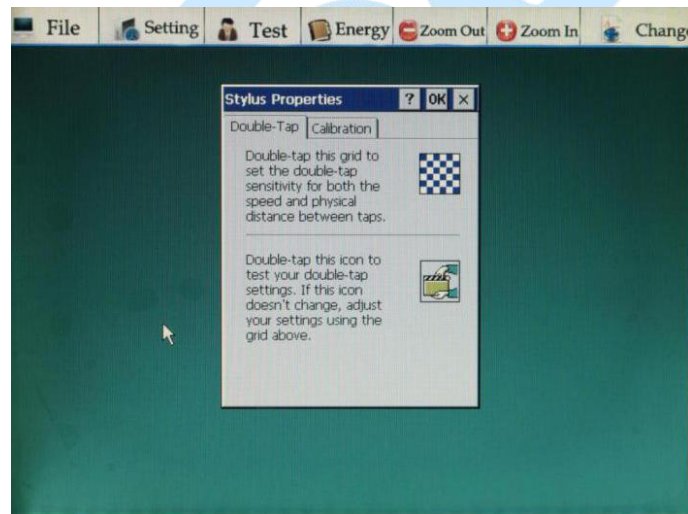 File Setting Test Energy Zoom Out Zoom In Change
Stylus Properties ? OK ×
Double-Tap Calibration
Double-tap this grid to
set the double-tap
sensitivity for both the
speed and physical
distance between taps.
Double-tap this icon to
test your double-tap
settings. If this icon
doesn't change, adjust
your settings using the
grid above.